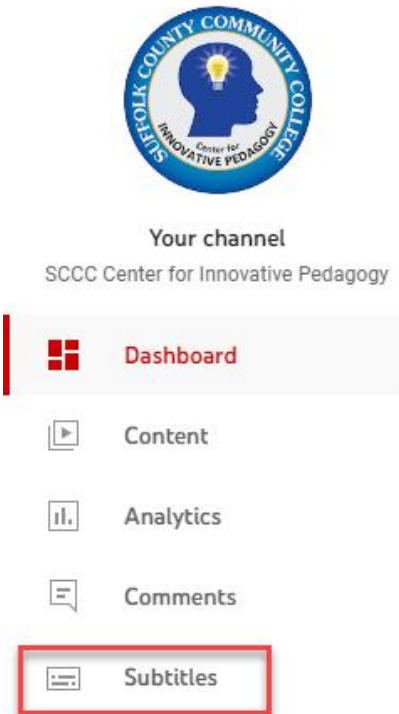 SUFFOLK COUNTY COMMUNITY COLLEGE
Center for
INNOVATIVE PEDAGOGY
Your channel
SCCC Center for Innovative Pedagogy
Dashboard
Content
Analytics
Comments
Subtitles